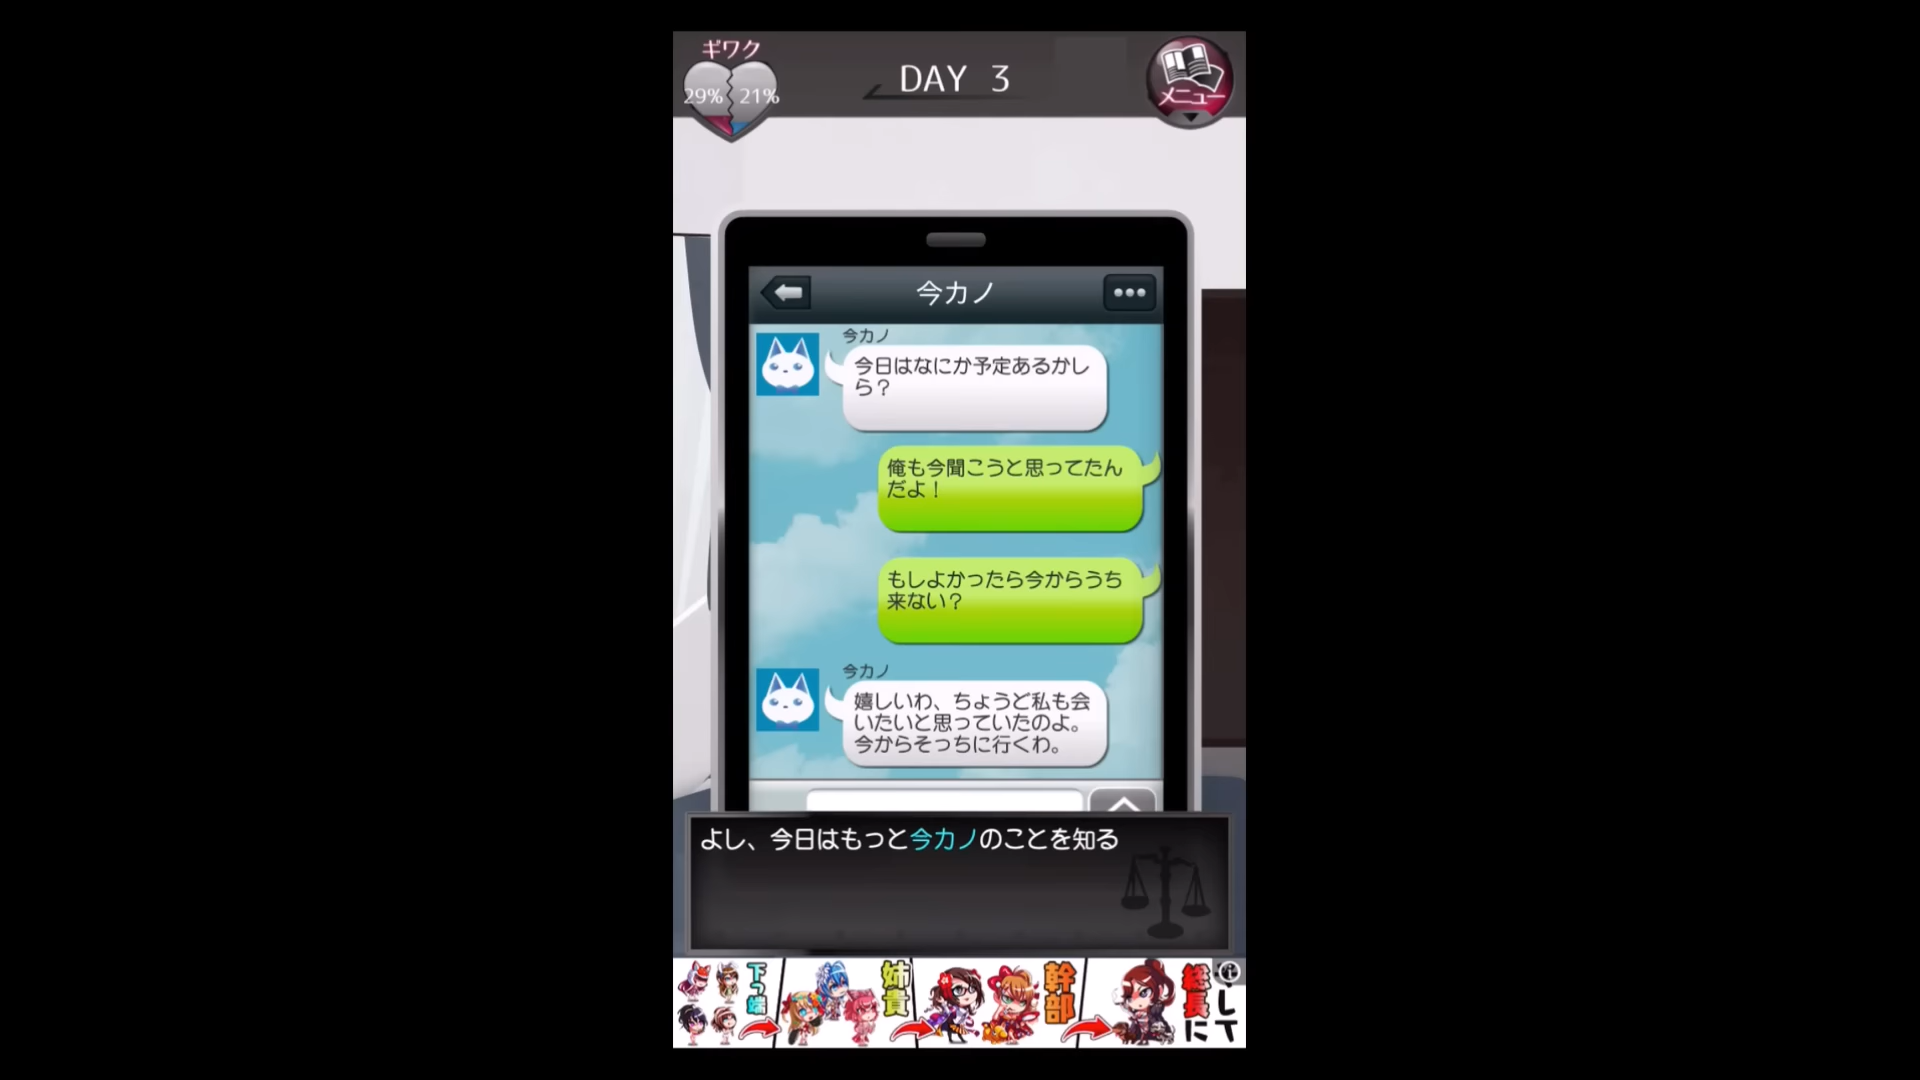 ギワク
29% 21%
DAY 3
メニュー
今カノ
今カノ
今日はなにか予定あるかし
ら？
俺も今聞こうと思ってたん
だよ！
もしよかったら今からうち
来ない？
今カノ
嬉しいわ、ちょうど私も会
いたいと思っていたのよ。
今からそっちに行くわ。
よし、今日はもっと今カノのことを知る
下っ端
姉貴
幹部
総長に
して